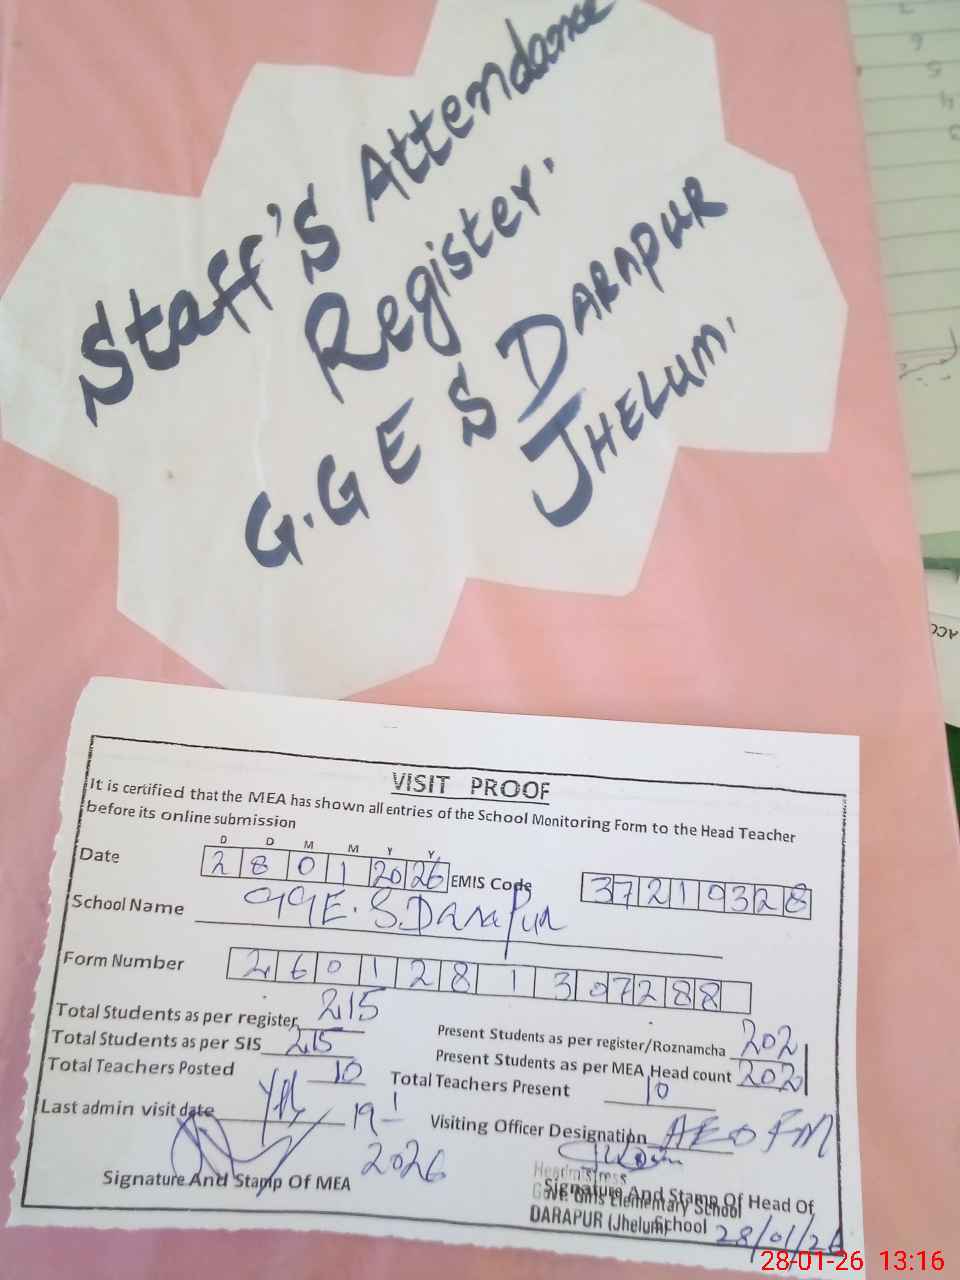 Staff's Attendance
Register.
G.G E S DARAPUR
JHELUM.
VISIT PROOF
It is certified that the MEA has shown all entries of the School Monitoring Form to the Head Teacher
before its online submission
D D M M Y Y
Date 28 01 2026 EMIS Code 37219328
School Name GGE.S.Darapur
Form Number 2601281307288
Total Students as per register 215 Present Students as per register/Roznamcha 202
Total Students as per SIS 215 Present Students as per MEA Head count 202
Total Teachers Posted 10 Total Teachers Present 10
Last admin visit date 19-1 Visiting Officer Designation AEO
2026
Signature And Stamp Of MEA Signature And Stamp Of Head Of
School 28/01/26
Headmistress
Govt. Girls Elementary School
DARAPUR (Jhelum)
28-01-26 13:16